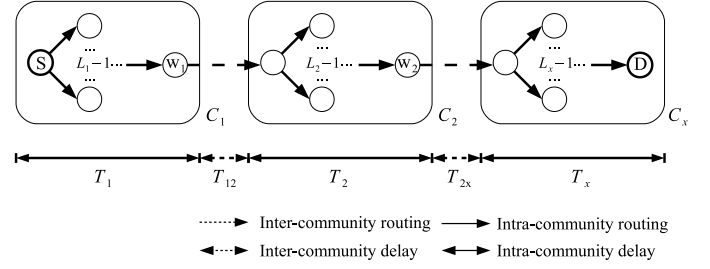 S ... L₁−1... w₁ ... L₂−1... w₂ ... Lₓ−1... D
... ... ...
C₁ C₂ Cₓ
T₁ T₁₂ T₂ T₂ₓ Tₓ
Inter-community routing Intra-community routing
Inter-community delay Intra-community delay